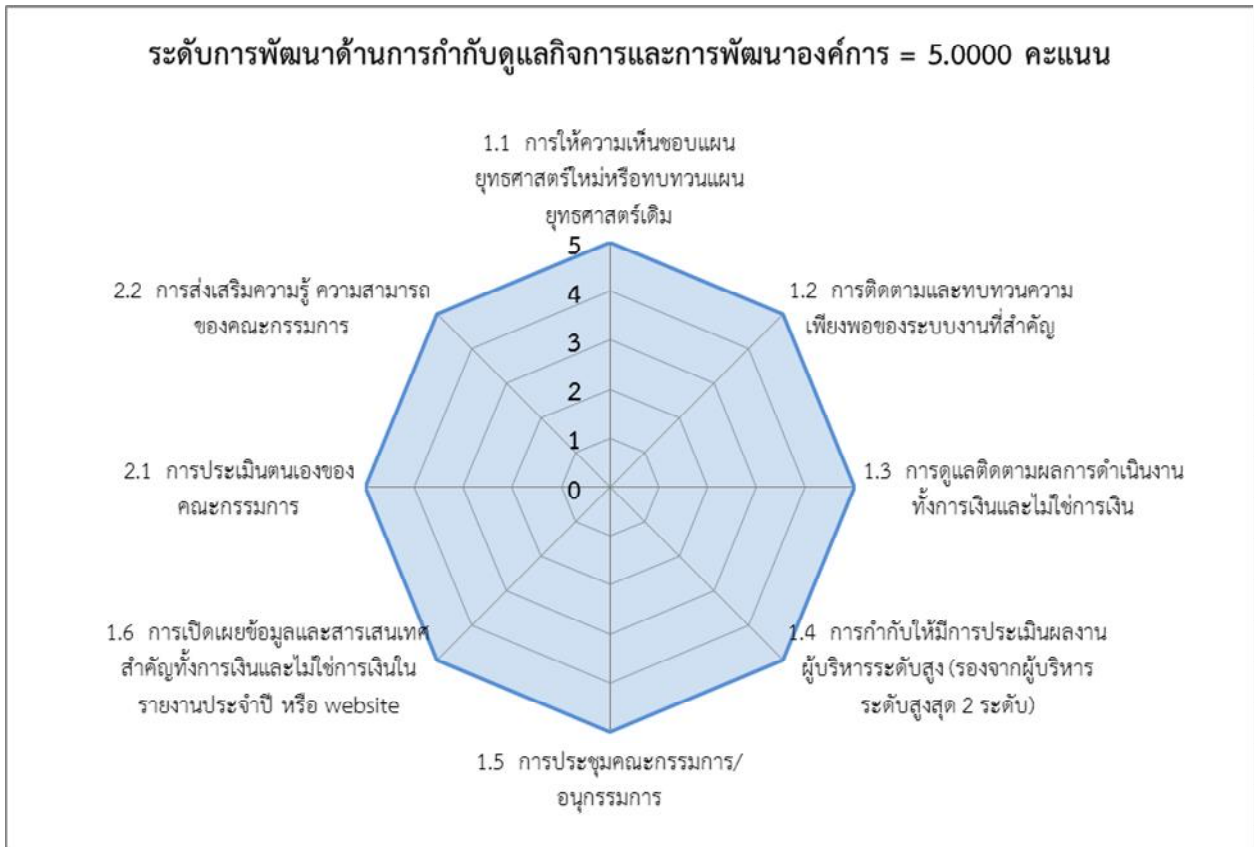 ระดับการพัฒนาด้านการกำกับดูแลกิจการและการพัฒนาองค์การ = 5.0000 คะแนน
1.1 การให้ความเห็นชอบแผน
ยุทธศาสตร์ใหม่หรือทบทวนแผน
ยุทธศาสตร์เดิม
5
4
3
2
1
0
1.2 การติดตามและทบทวนความ
เพียงพอของระบบงานที่สำคัญ
1.3 การดูแลติดตามผลการดำเนินงาน
ทั้งการเงินและไม่ใช่การเงิน
1.4 การกำกับให้มีการประเมินผลงาน
ผู้บริหารระดับสูง (รองจากผู้บริหาร
ระดับสูงสุด 2 ระดับ)
1.5 การประชุมคณะกรรมการ/
อนุกรรมการ
1.6 การเปิดเผยข้อมูลและสารเสนเทศ
สำคัญทั้งการเงินและไม่ใช่การเงินใน
รายงานประจำปี หรือ website
2.1 การประเมินตนเองของ
คณะกรรมการ
2.2 การส่งเสริมความรู้ ความสามารถ
ของคณะกรรมการ